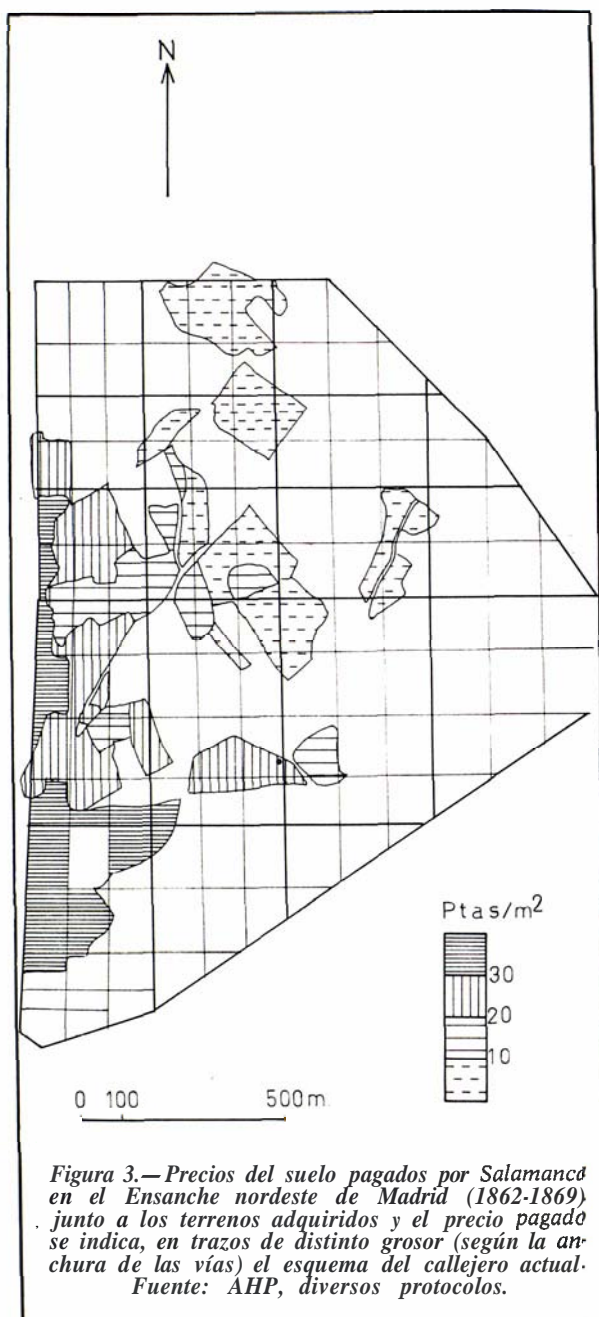 N
Ptas/m²
30
20
10
0 100 500 m.
Figura 3.—Precios del suelo pagados por Salamanca
en el Ensanche nordeste de Madrid (1862-1869)
junto a los terrenos adquiridos y el precio pagado
se indica, en trazos de distinto grosor (según la an-
chura de las vías) el esquema del callejero actual.
Fuente: AHP, diversos protocolos.